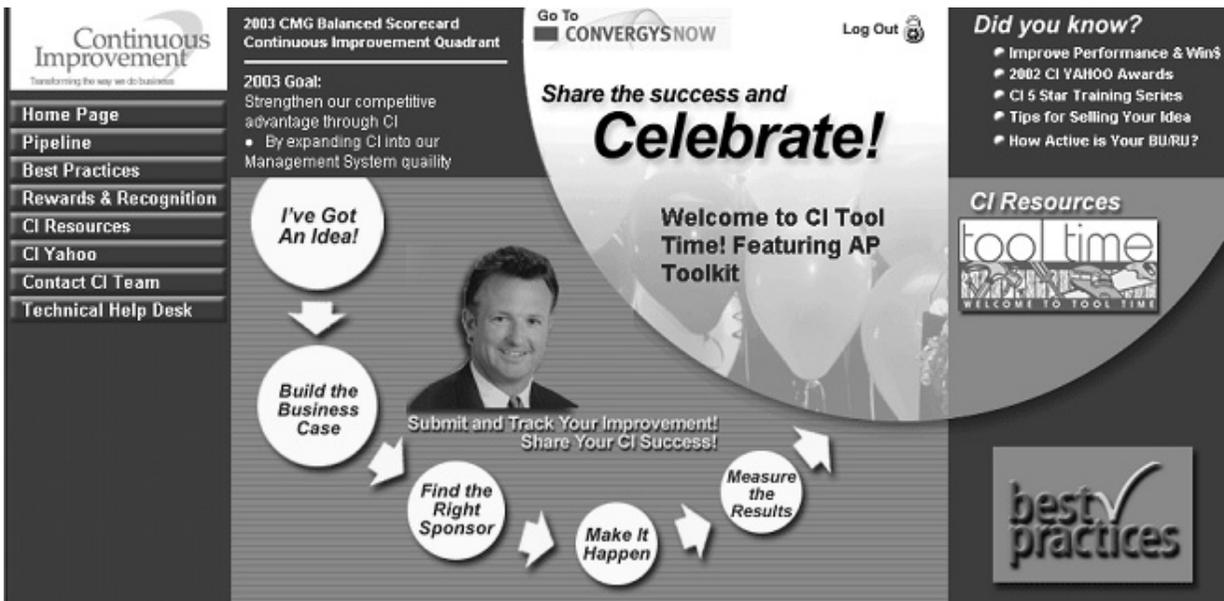 Continuous
Improvement
Transforming the way we do business
Home Page
Pipeline
Best Practices
Rewards & Recognition
CI Resources
CI Yahoo
Contact CI Team
Technical Help Desk
2003 CMG Balanced Scorecard
Continuous Improvement Quadrant
2003 Goal:
Strengthen our competitive
advantage through CI
• By expanding CI into our
Management System quaility
Go To
CONVERGYSNOW
Log Out
Share the success and
Celebrate!
Welcome to CI Tool
Time! Featuring AP
Toolkit
I've Got
An Idea!
Build the
Business
Case
Find the
Right
Sponsor
Make It
Happen
Measure
the
Results
Submit and Track Your Improvement!
Share Your CI Success!
Did you know?
Improve Performance & Win$
2002 CI YAHOO Awards
CI 5 Star Training Series
Tips for Selling Your Idea
How Active is Your BU/RU?
CI Resources
tool time
WELCOME TO TOOL TIME
best
practices